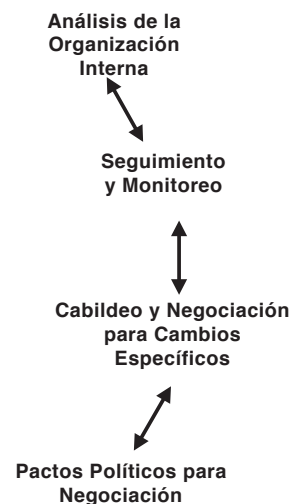 Análisis de la
Organización
Interna
Seguimiento
y Monitoreo
Cabildeo y Negociación
para Cambios
Específicos
Pactos Políticos para
Negociación